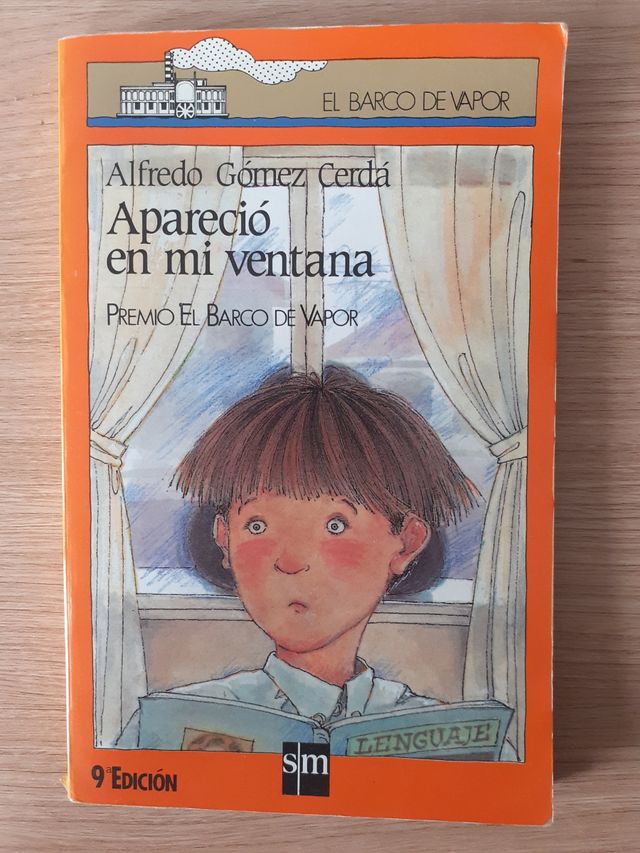 EL BARCO DE VAPOR
Alfredo Gómez Cerdá
Apareció
en mi ventana
PREMIO EL BARCO DE VAPOR
LENGUAJE
sm
9ª EDICIÓN